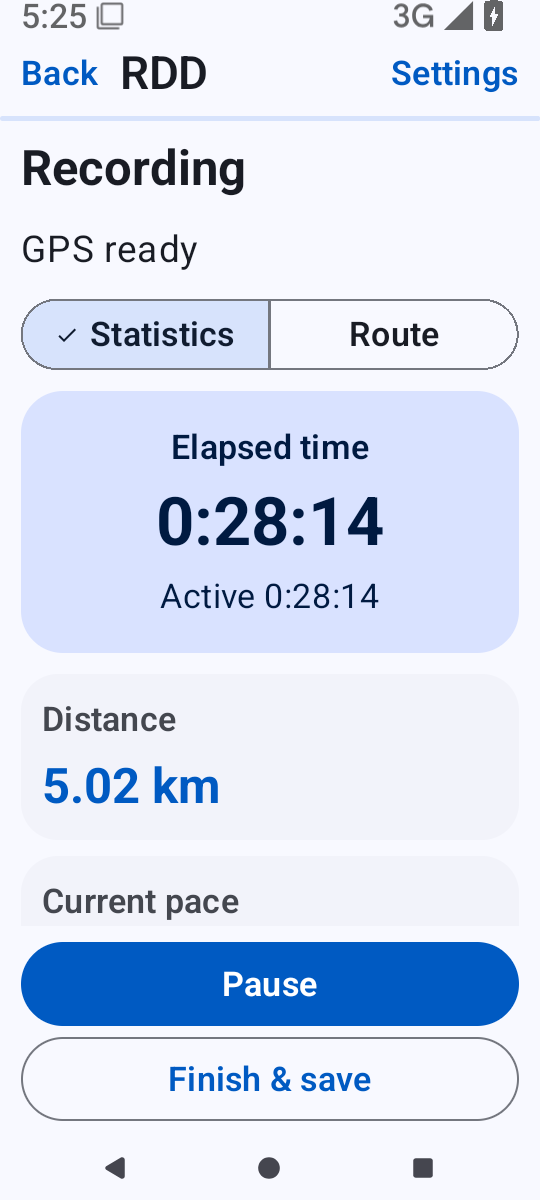 5:25 3G
Back RDD Settings
Recording
GPS ready
Statistics Route
Elapsed time
0:28:14
Active 0:28:14
Distance
5.02 km
Current pace
Pause
Finish & save